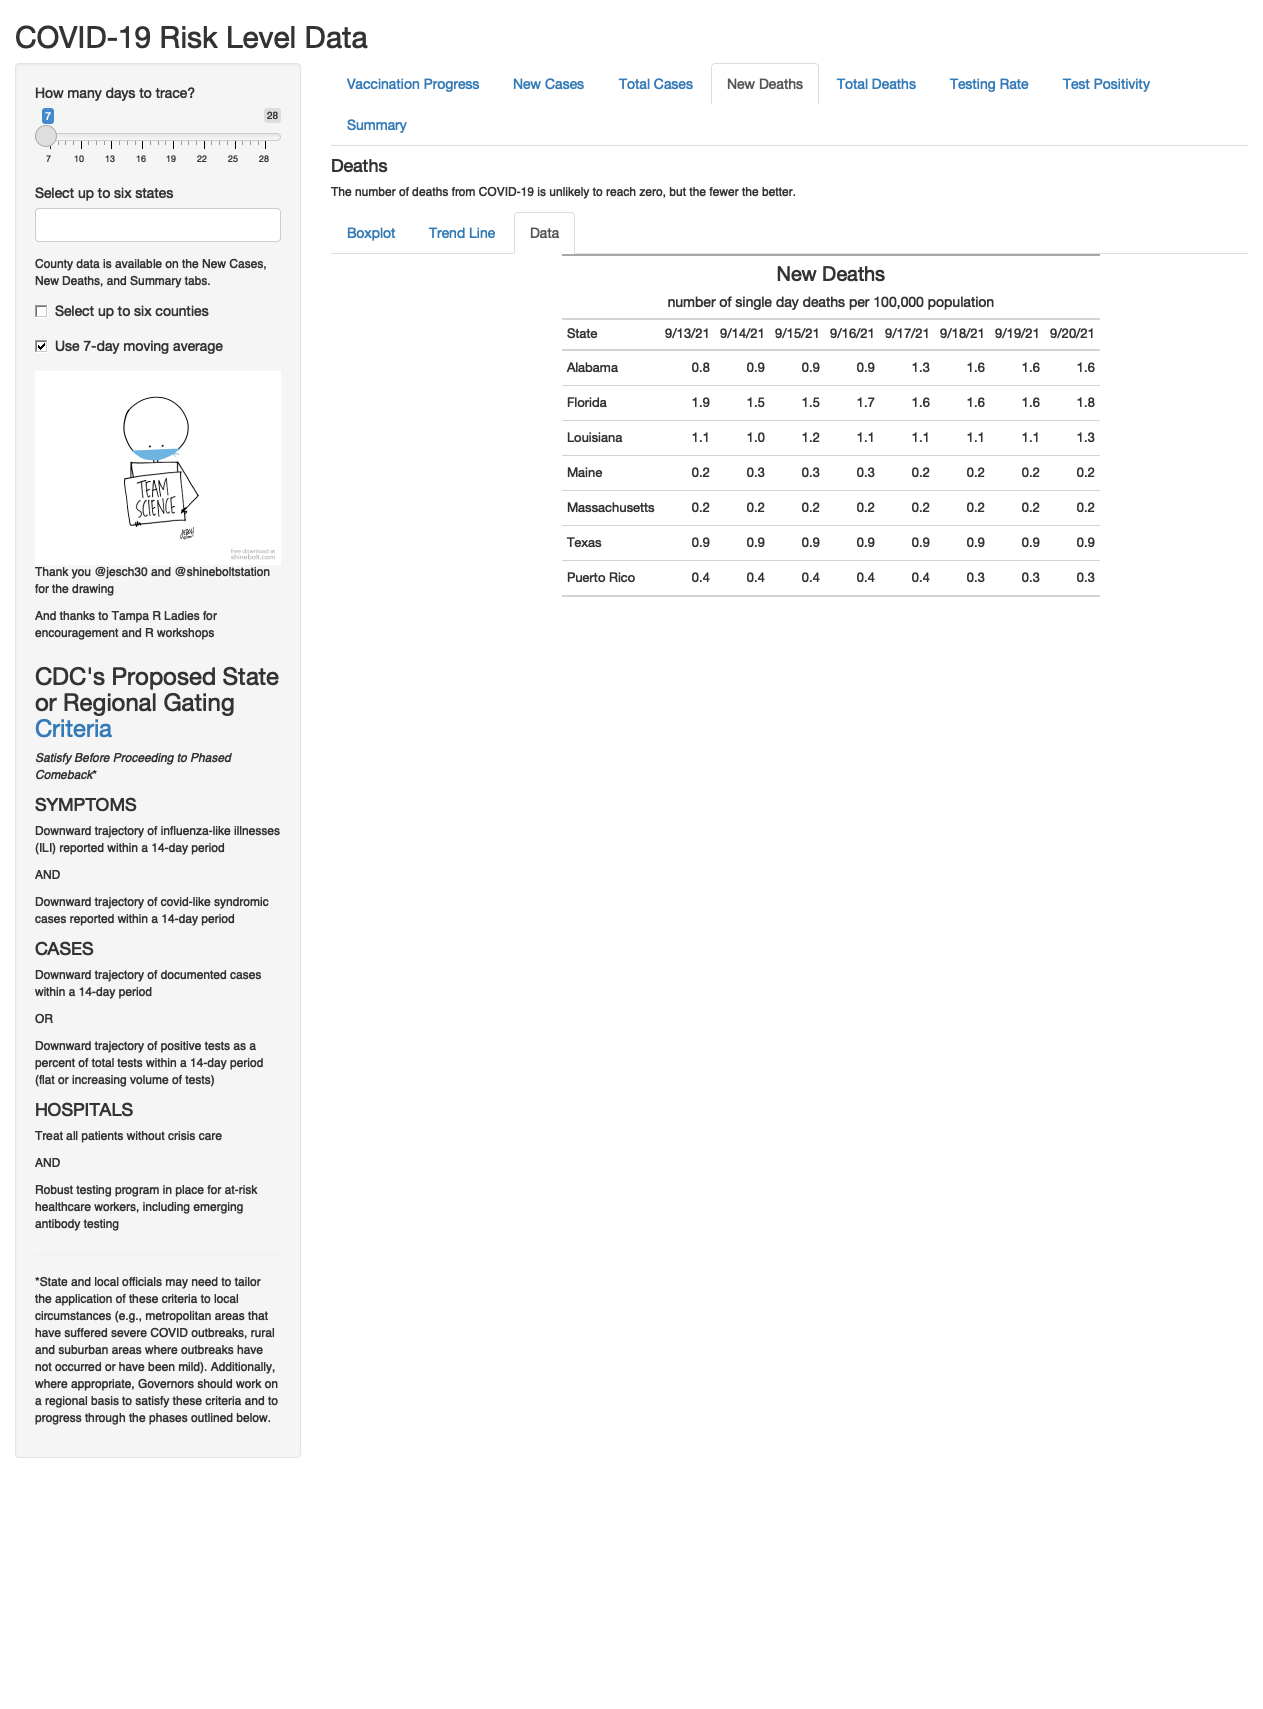 COVID-19 Risk Level Data
How many days to trace?
7 28
7 10 13 16 19 22 25 28
Select up to six states
County data is available on the New Cases,
New Deaths, and Summary tabs.
Select up to six counties
Use 7-day moving average
TEAM
SCIENCE
free download at
shinebolt.com
Thank you @jesch30 and @shineboltstation
for the drawing
And thanks to Tampa R Ladies for
encouragement and R workshops
CDC's Proposed State
or Regional Gating
Criteria
Satisfy Before Proceeding to Phased
Comeback*
SYMPTOMS
Downward trajectory of influenza-like illnesses
(ILI) reported within a 14-day period
AND
Downward trajectory of covid-like syndromic
cases reported within a 14-day period
CASES
Downward trajectory of documented cases
within a 14-day period
OR
Downward trajectory of positive tests as a
percent of total tests within a 14-day period
(flat or increasing volume of tests)
HOSPITALS
Treat all patients without crisis care
AND
Robust testing program in place for at-risk
healthcare workers, including emerging
antibody testing
*State and local officials may need to tailor
the application of these criteria to local
circumstances (e.g., metropolitan areas that
have suffered severe COVID outbreaks, rural
and suburban areas where outbreaks have
not occurred or have been mild). Additionally,
where appropriate, Governors should work on
a regional basis to satisfy these criteria and to
progress through the phases outlined below.
Vaccination Progress New Cases Total Cases New Deaths Total Deaths Testing Rate Test Positivity
Summary
Deaths
The number of deaths from COVID-19 is unlikely to reach zero, but the fewer the better.
Boxplot Trend Line Data
New Deaths
number of single day deaths per 100,000 population
State 9/13/21 9/14/21 9/15/21 9/16/21 9/17/21 9/18/21 9/19/21 9/20/21
Alabama 0.8 0.9 0.9 0.9 1.3 1.6 1.6 1.6
Florida 1.9 1.5 1.5 1.7 1.6 1.6 1.6 1.8
Louisiana 1.1 1.0 1.2 1.1 1.1 1.1 1.1 1.3
Maine 0.2 0.3 0.3 0.3 0.2 0.2 0.2 0.2
Massachusetts 0.2 0.2 0.2 0.2 0.2 0.2 0.2 0.2
Texas 0.9 0.9 0.9 0.9 0.9 0.9 0.9 0.9
Puerto Rico 0.4 0.4 0.4 0.4 0.4 0.3 0.3 0.3